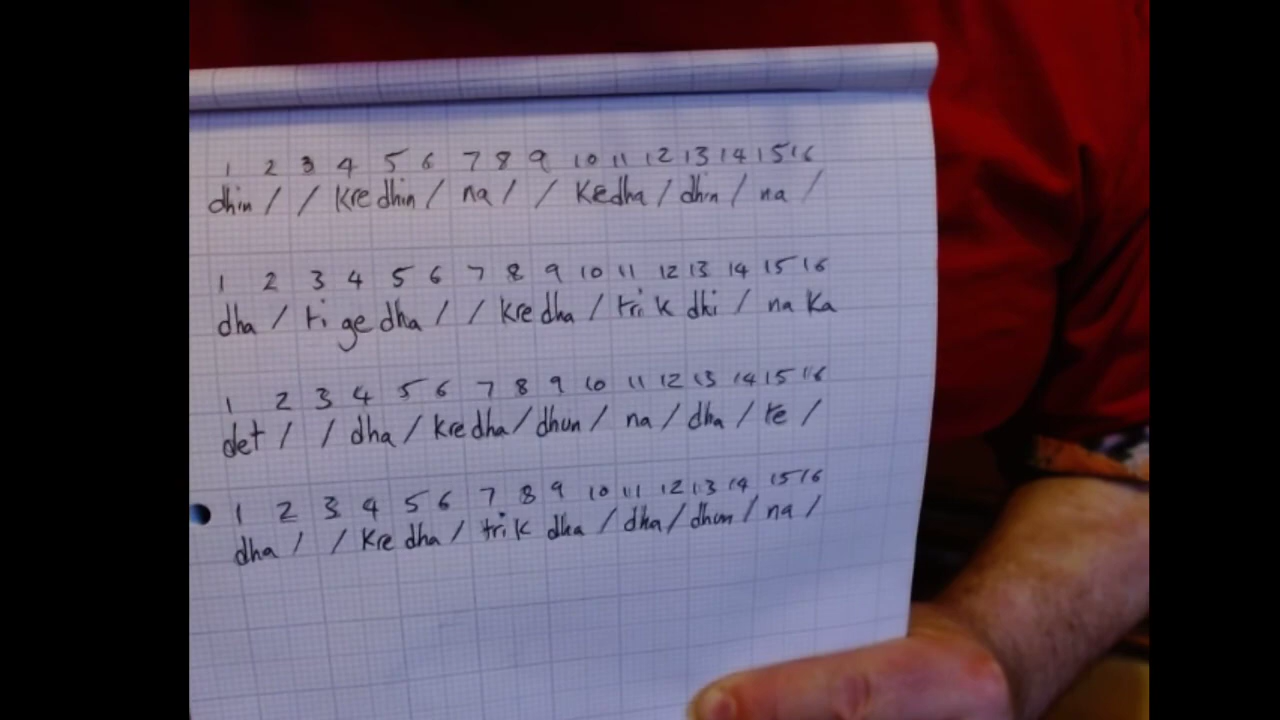 1 2 3 4 5 6 7 8 9 10 11 12 13 14 15 16
dhin / / kre dhin / na / / Kedha / dhin / na /
1 2 3 4 5 6 7 8 9 10 11 12 13 14 15 16
dha / ti ge dha / / kre dha / tri k dhi / na ka
1 2 3 4 5 6 7 8 9 10 11 12 13 14 15 16
det / / dha / kre dha / dhun / na / dha / te /
1 2 3 4 5 6 7 8 9 10 11 12 13 14 15 16
dha / / kre dha / tri k dha / dha / dhun / na /